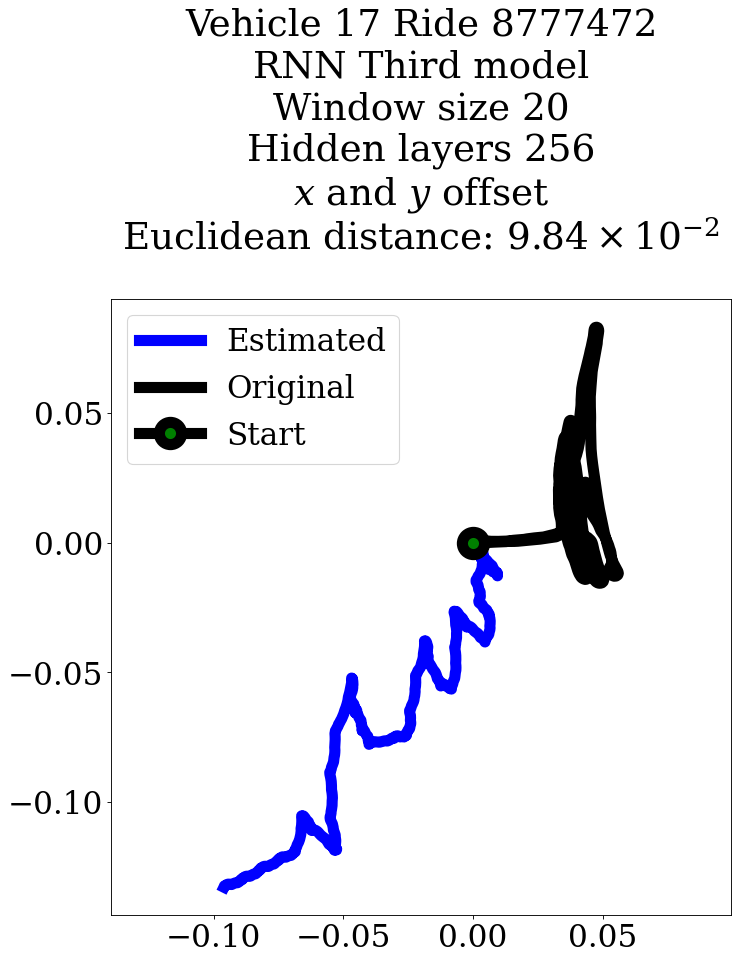 Vehicle 17 Ride 8777472
RNN Third model
Window size 20
Hidden layers 256
x and y offset
Euclidean distance: 9.84 × 10⁻²
Estimated
Original
Start
0.05
0.00
−0.05
−0.10
−0.10 −0.05 0.00 0.05